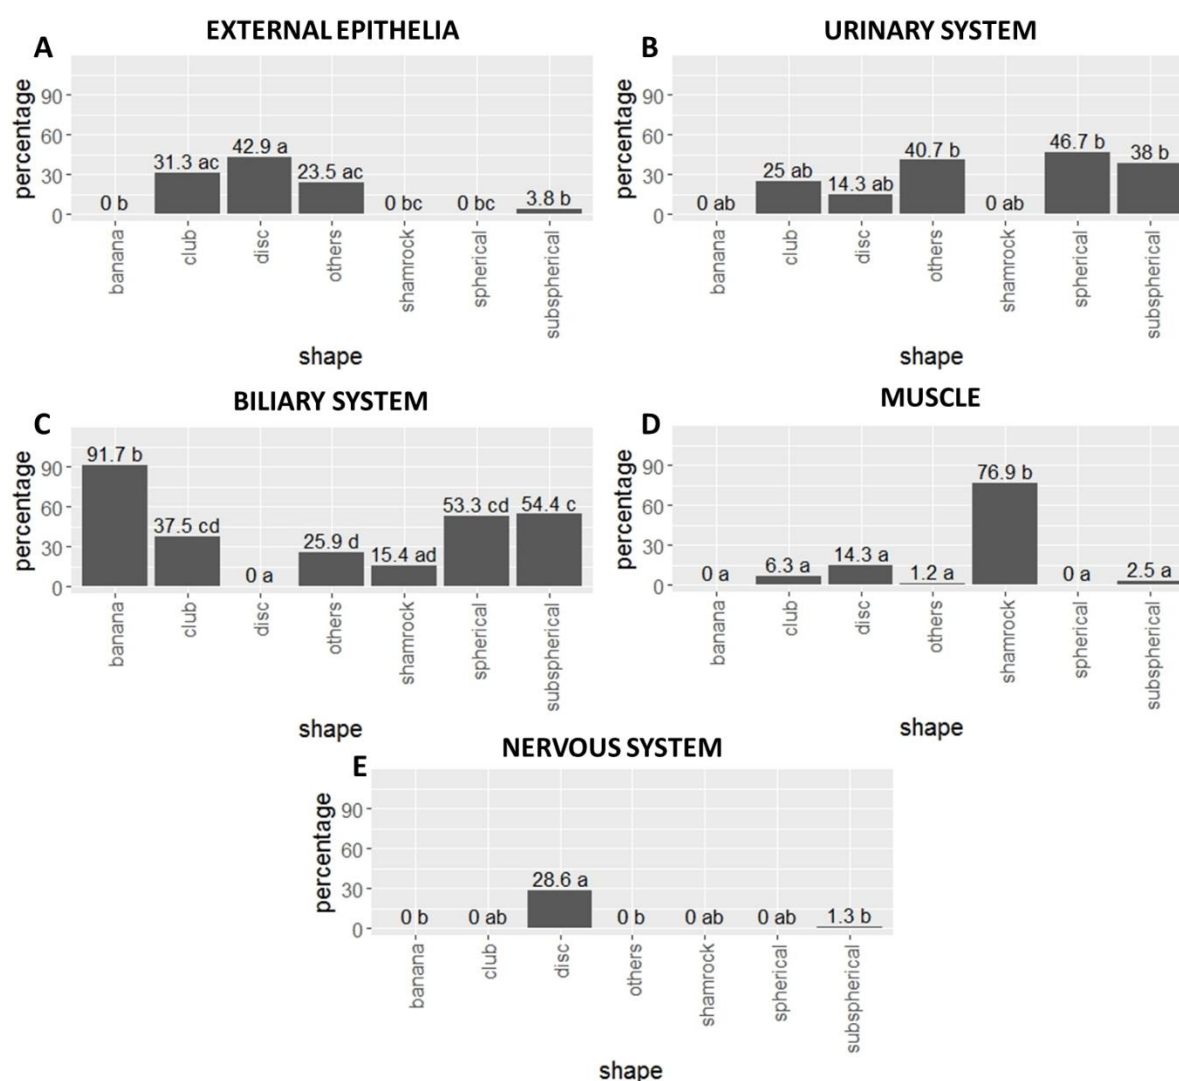 A
EXTERNAL EPITHELIA
percentage
90
60
30
0
0 b
31.3 ac
42.9 a
23.5 ac
0 bc
0 bc
3.8 b
banana
club
disc
others
shamrock
spherical
subspherical
shape
B
URINARY SYSTEM
percentage
90
60
30
0
0 ab
25 ab
14.3 ab
40.7 b
0 ab
46.7 b
38 b
banana
club
disc
others
shamrock
spherical
subspherical
shape
C
BILIARY SYSTEM
percentage
90
60
30
0
91.7 b
37.5 cd
0 a
25.9 d
15.4 ad
53.3 cd
54.4 c
banana
club
disc
others
shamrock
spherical
subspherical
shape
D
MUSCLE
percentage
90
60
30
0
0 a
6.3 a
14.3 a
1.2 a
76.9 b
0 a
2.5 a
banana
club
disc
others
shamrock
spherical
subspherical
shape
E
NERVOUS SYSTEM
percentage
90
60
30
0
0 b
0 ab
28.6 a
0 b
0 ab
0 ab
1.3 b
banana
club
disc
others
shamrock
spherical
subspherical
shape